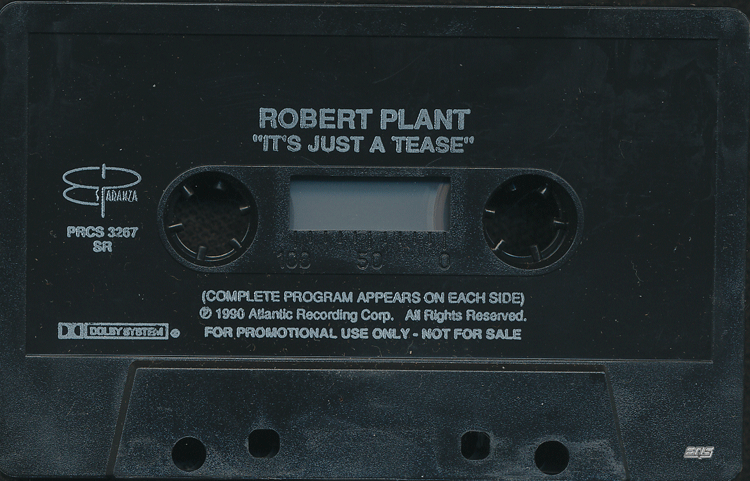 ROBERT PLANT
"IT'S JUST A TEASE"
ESPARANZA
PRCS 3267
SR
100 50 0
(COMPLETE PROGRAM APPEARS ON EACH SIDE)
℗ 1990 Atlantic Recording Corp. All Rights Reserved.
DOLBY SYSTEM ®
FOR PROMOTIONAL USE ONLY - NOT FOR SALE